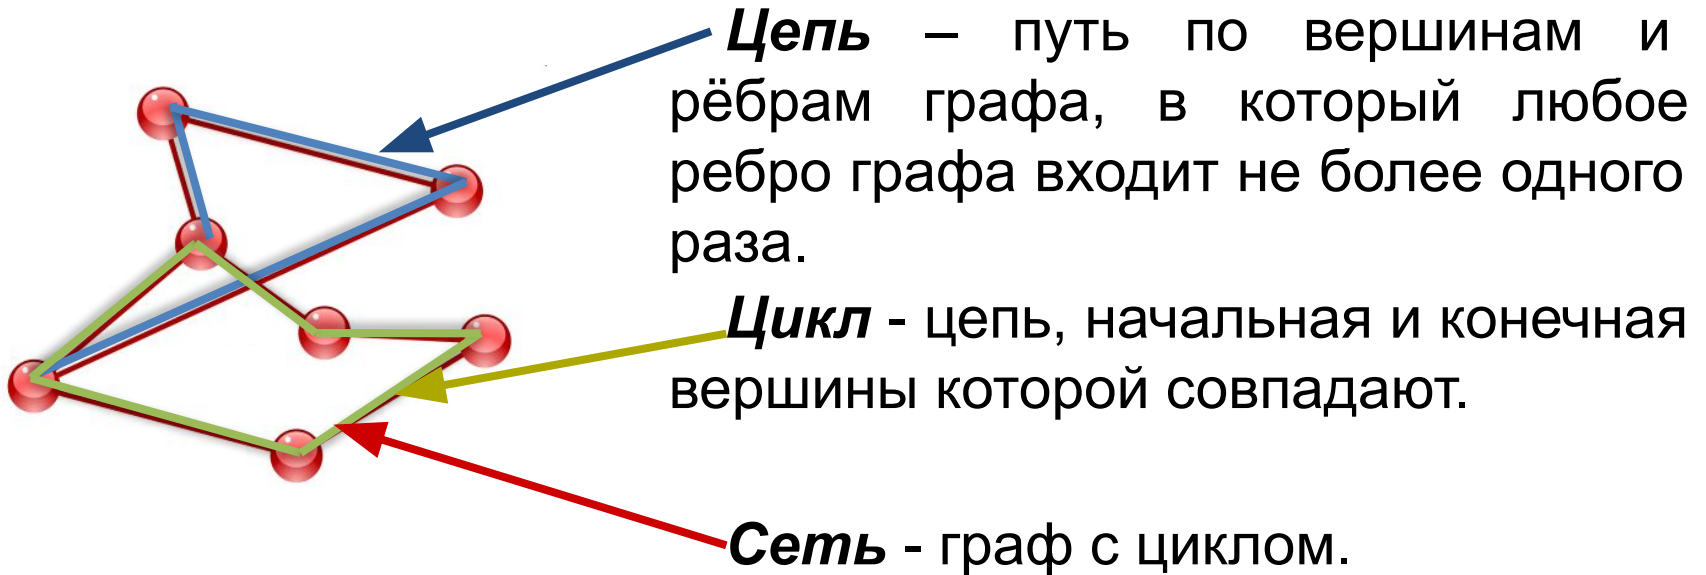 Цепь – путь по вершинам и
рёбрам графа, в который любое
ребро графа входит не более одного
раза.
Цикл - цепь, начальная и конечная
вершины которой совпадают.
Сеть - граф с циклом.